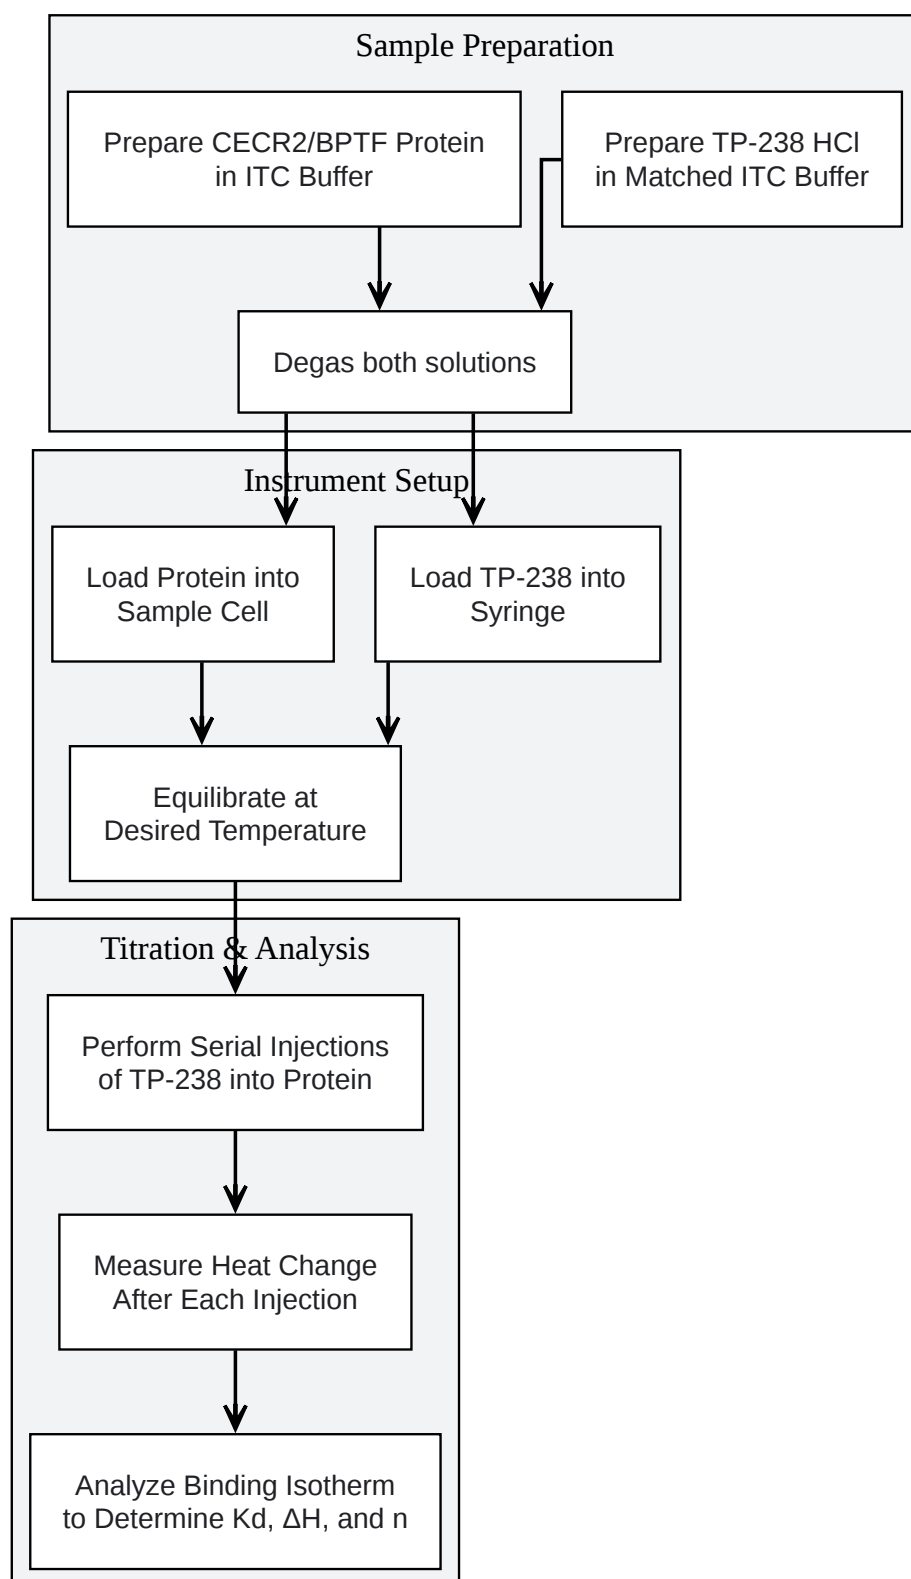 Sample Preparation
Prepare CECR2/BPTF Protein
in ITC Buffer
Prepare TP-238 HCl
in Matched ITC Buffer
Degas both solutions
Instrument Setup
Load Protein into
Sample Cell
Load TP-238 into
Syringe
Equilibrate at
Desired Temperature
Titration & Analysis
Perform Serial Injections
of TP-238 into Protein
Measure Heat Change
After Each Injection
Analyze Binding Isotherm
to Determine Kd, ΔH, and n